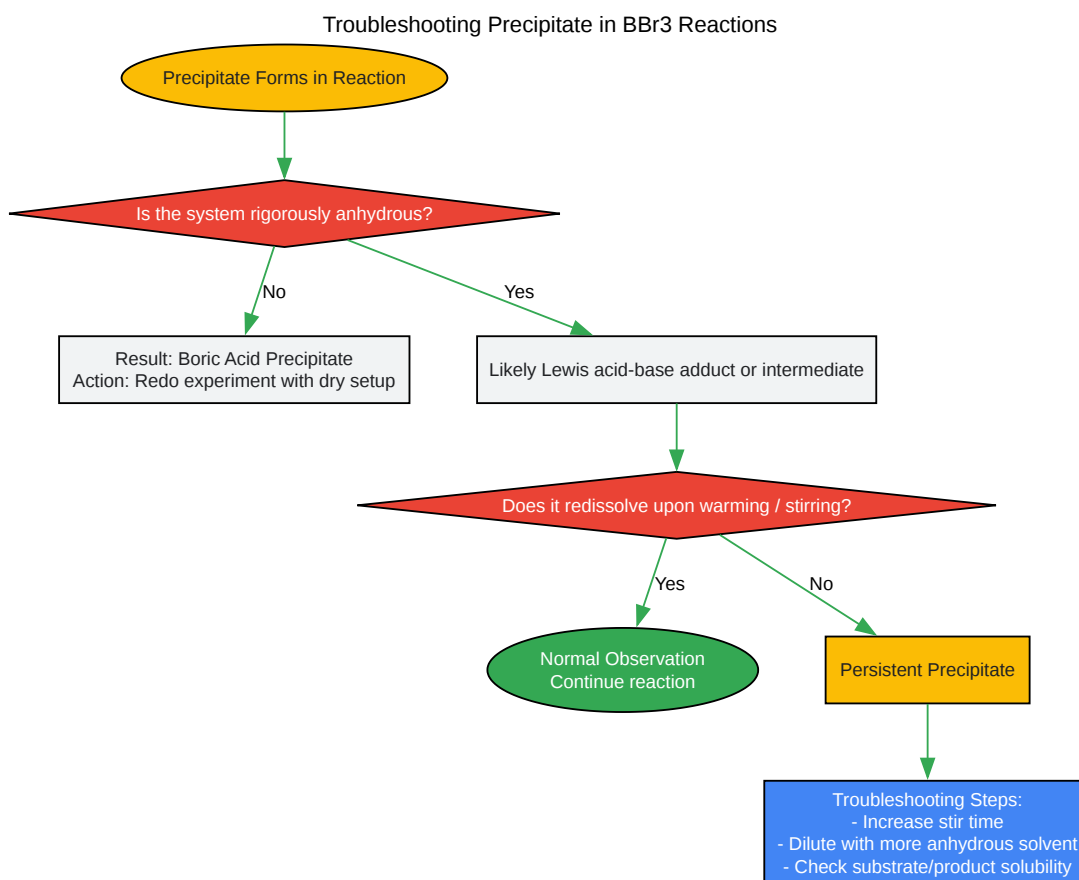 Troubleshooting Precipitate in BBr3 Reactions
Precipitate Forms in Reaction
Is the system rigorously anhydrous?
No
Yes
Result: Boric Acid Precipitate
Action: Redo experiment with dry setup
Likely Lewis acid-base adduct or intermediate
Does it redissolve upon warming / stirring?
Yes
No
Normal Observation
Continue reaction
Persistent Precipitate
Troubleshooting Steps:
- Increase stir time
- Dilute with more anhydrous solvent
- Check substrate/product solubility